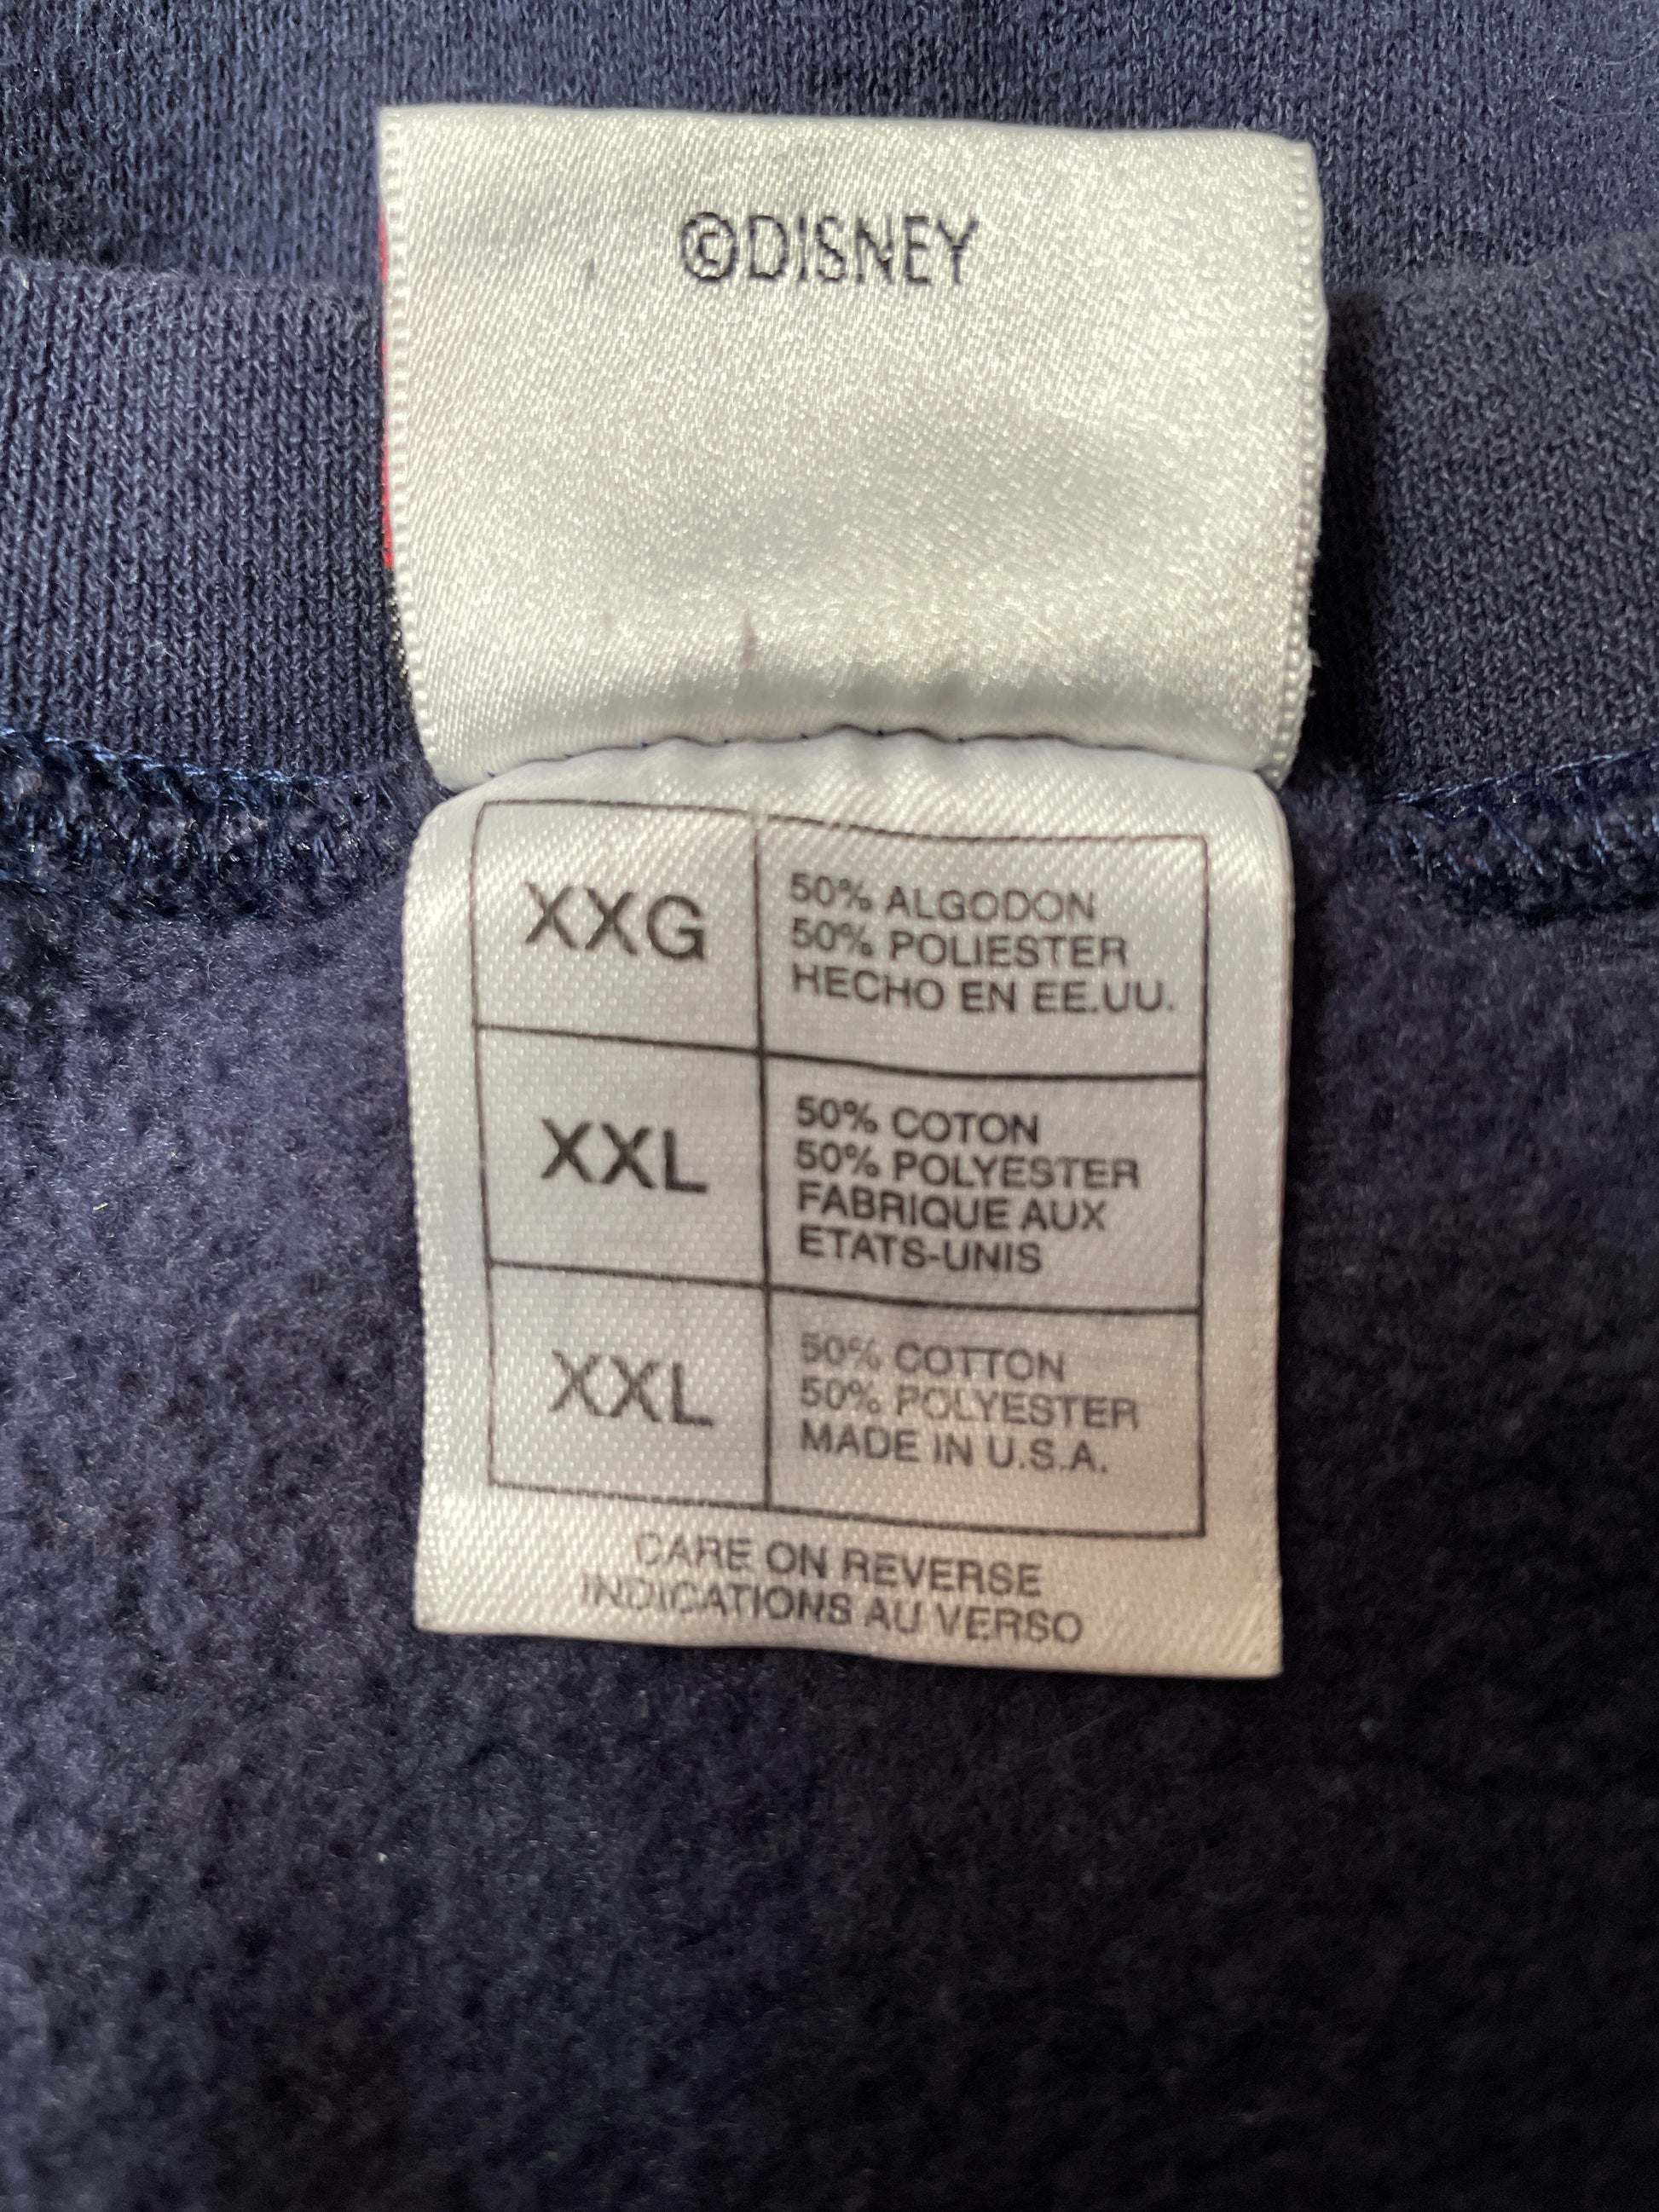 ©DISNEY
XXG
50% ALGODON
50% POLIESTER
HECHO EN EE.UU.
XXL
50% COTON
50% POLYESTER
FABRIQUE AUX
ETATS-UNIS
XXL
50% COTTON
50% POLYESTER
MADE IN U.S.A.
CARE ON REVERSE
INDICATIONS AU VERSO